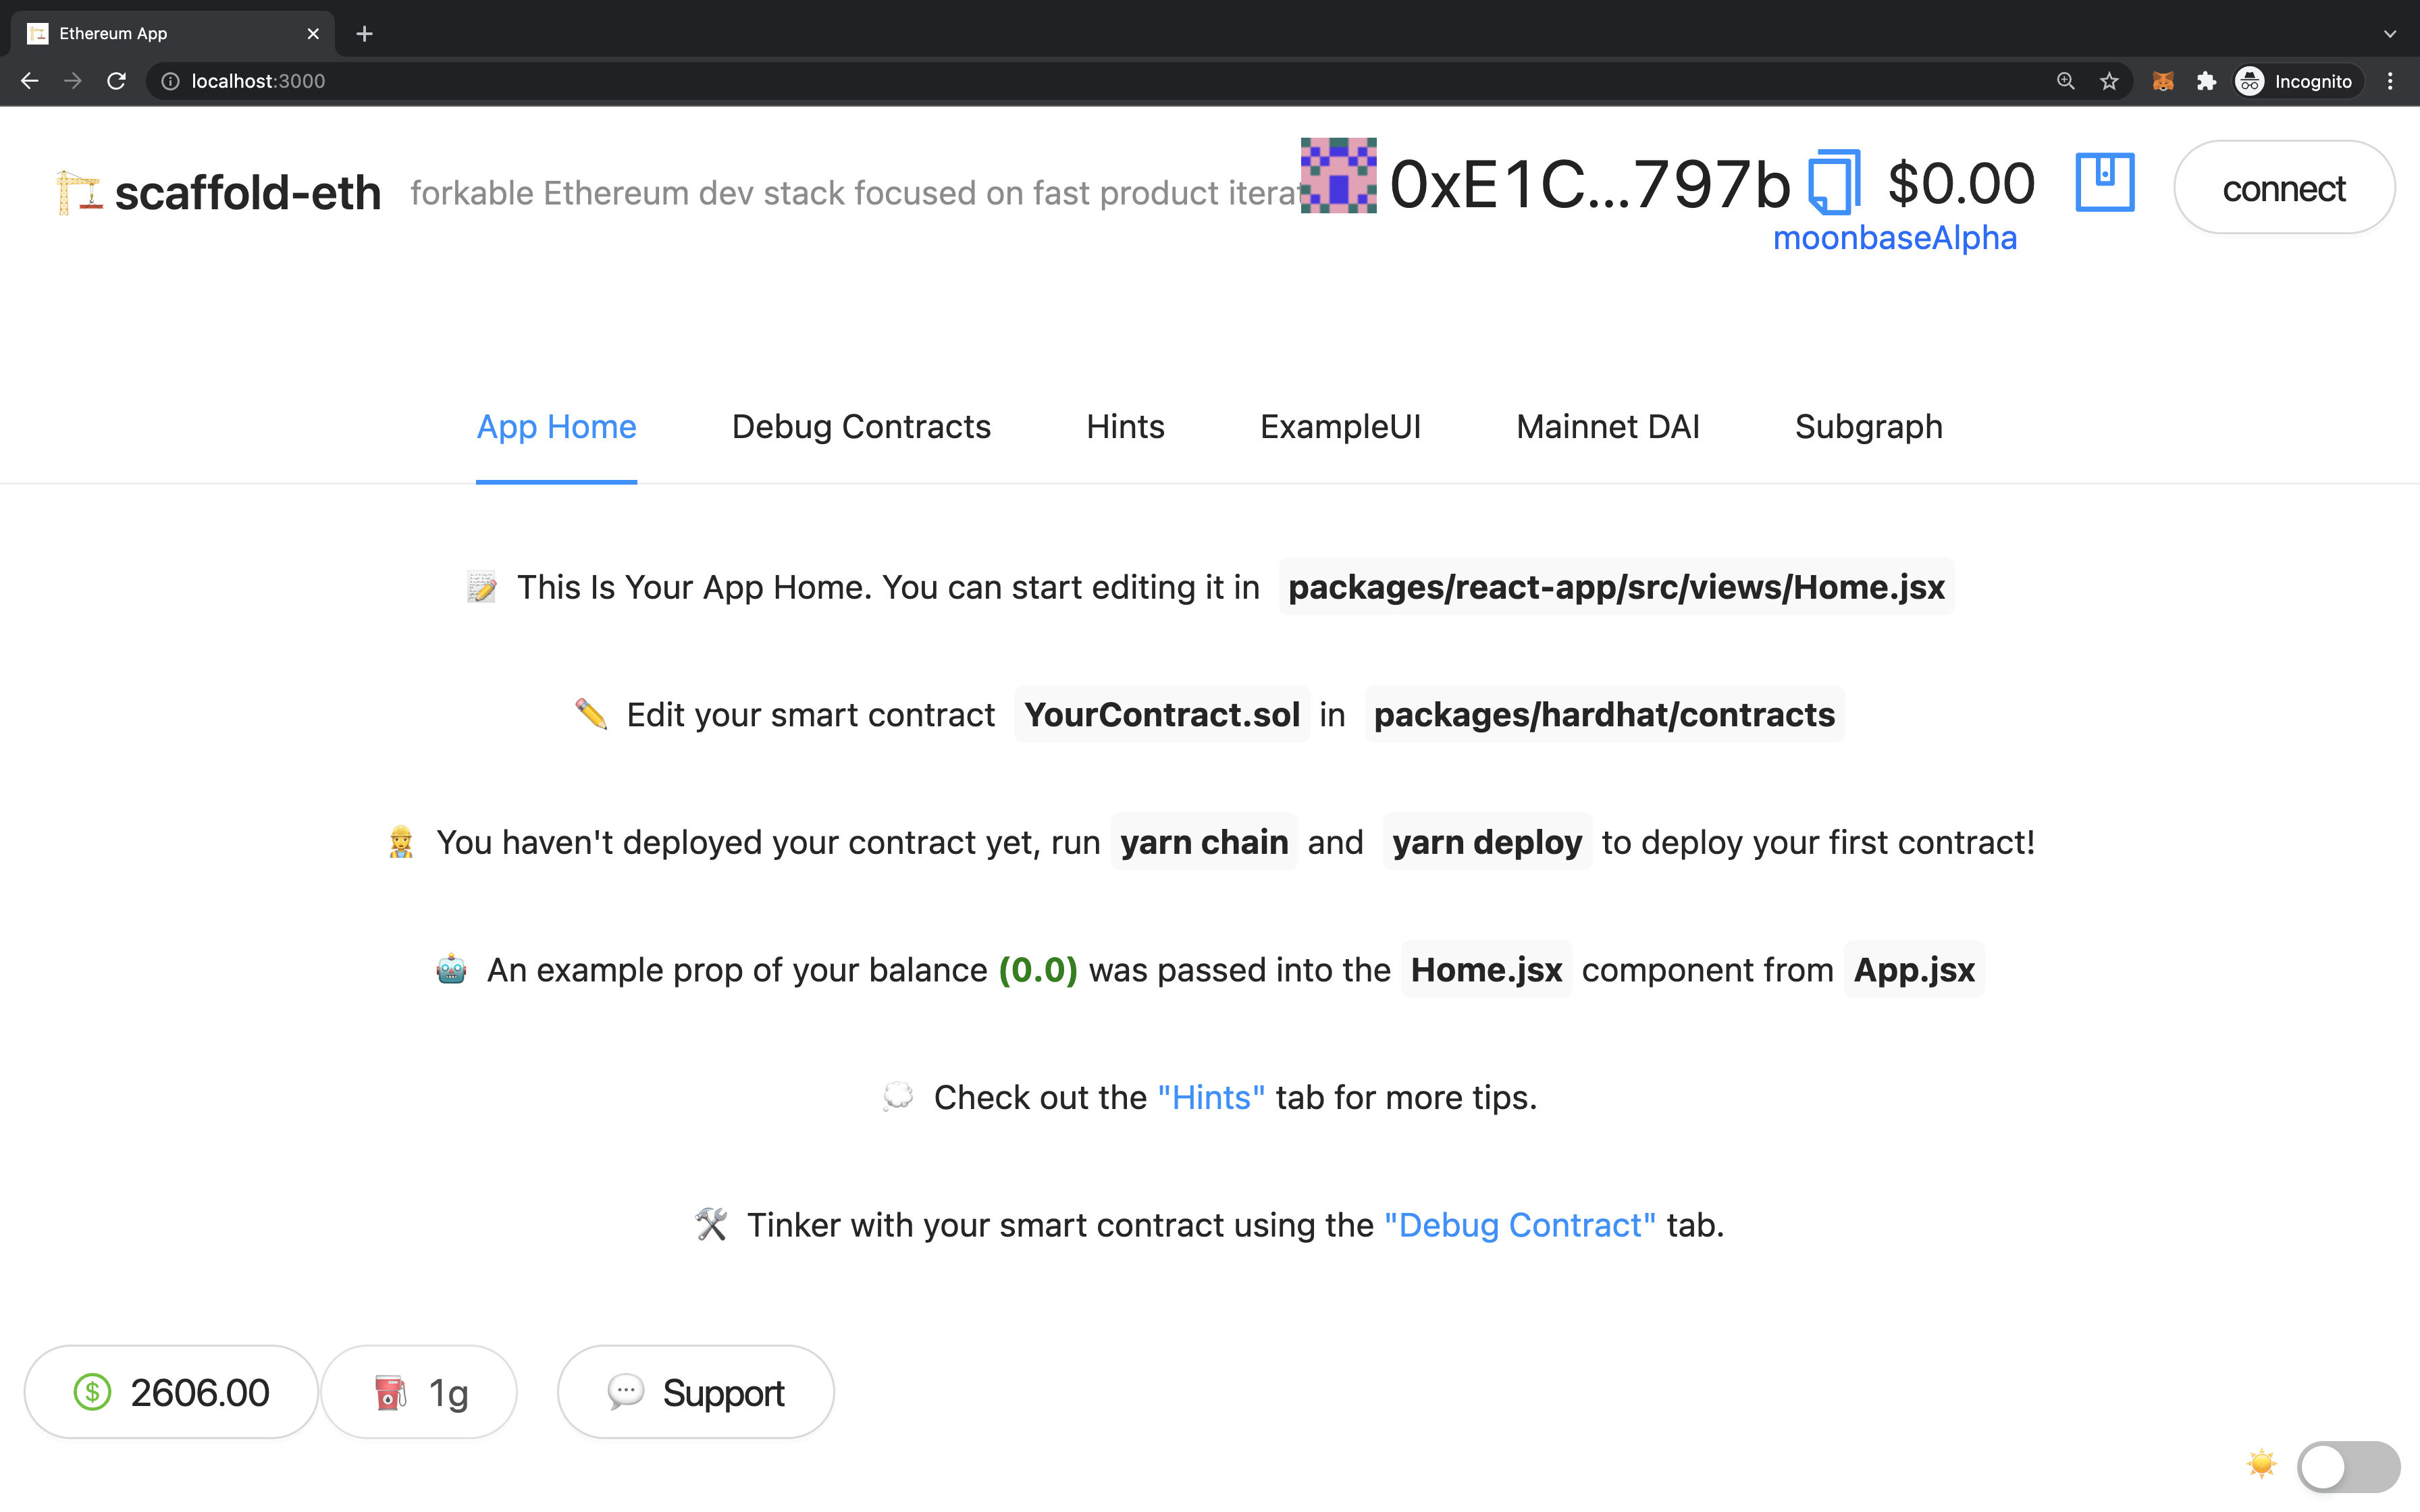 Ethereum App
localhost:3000
Incognito
scaffold-eth forkable Ethereum dev stack focused on fast product iterat
0xE1C...797b $0.00 connect
moonbaseAlpha
App Home Debug Contracts Hints ExampleUI Mainnet DAI Subgraph
This Is Your App Home. You can start editing it in packages/react-app/src/views/Home.jsx
Edit your smart contract YourContract.sol in packages/hardhat/contracts
You haven't deployed your contract yet, run yarn chain and yarn deploy to deploy your first contract!
An example prop of your balance (0.0) was passed into the Home.jsx component from App.jsx
Check out the "Hints" tab for more tips.
Tinker with your smart contract using the "Debug Contract" tab.
$ 2606.00 1g Support